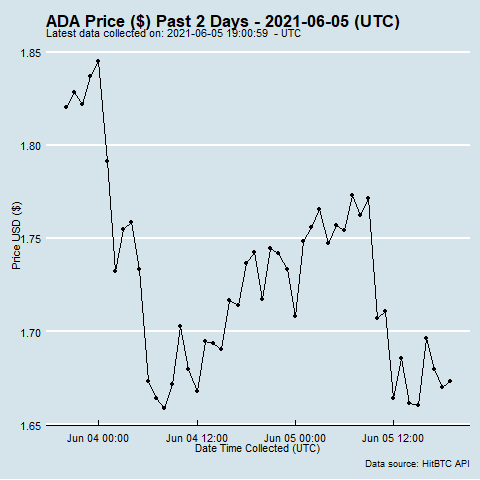 ADA Price ($) Past 2 Days - 2021-06-05 (UTC)
Latest data collected on: 2021-06-05 19:00:59  - UTC
1.85
1.80
1.75
1.70
1.65
Price USD ($)
Jun 04 00:00
Jun 04 12:00
Jun 05 00:00
Jun 05 12:00
Date Time Collected (UTC)
Data source: HitBTC API